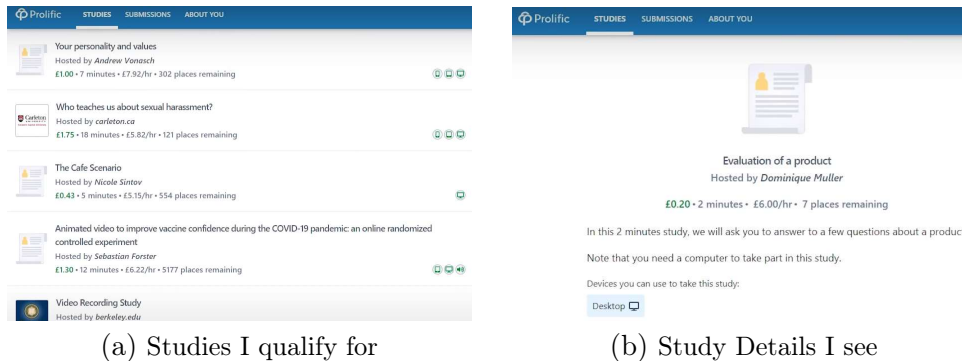 Prolific STUDIES SUBMISSIONS ABOUT YOU
Your personality and values
Hosted by Andrew Vonasch
£1.00 • 7 minutes • £7.92/hr • 302 places remaining
Carleton
Who teaches us about sexual harassment?
Hosted by carleton.ca
£1.75 • 18 minutes • £5.82/hr • 121 places remaining
The Cafe Scenario
Hosted by Nicole Sintov
£0.43 • 5 minutes • £5.15/hr • 554 places remaining
Animated video to improve vaccine confidence during the COVID-19 pandemic: an online randomized
controlled experiment
Hosted by Sebastian Forster
£1.30 • 12 minutes • £6.22/hr • 5177 places remaining
Video Recording Study
Hosted by berkeley.edu
(a) Studies I qualify for
Prolific STUDIES SUBMISSIONS ABOUT YOU
Evaluation of a product
Hosted by Dominique Muller
£0.20 • 2 minutes • £6.00/hr • 7 places remaining
In this 2 minutes study, we will ask you to answer to a few questions about a produc
Note that you need a computer to take part in this study.
Devices you can use to take this study:
Desktop
(b) Study Details I see